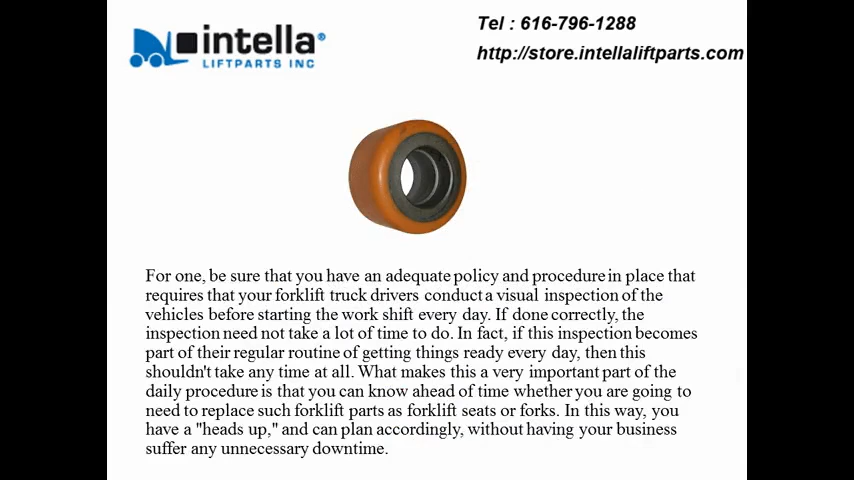 intella®
LIFTPARTS INC
Tel : 616-796-1288
http://store.intellaliftparts.com
For one, be sure that you have an adequate policy and procedure in place that
requires that your forklift truck drivers conduct a visual inspection of the
vehicles before starting the work shift every day. If done correctly, the
inspection need not take a lot of time to do. In fact, if this inspection becomes
part of their regular routine of getting things ready every day, then this
shouldn't take any time at all. What makes this a very important part of the
daily procedure is that you can know ahead of time whether you are going to
need to replace such forklift parts as forklift seats or forks. In this way, you
have a "heads up," and can plan accordingly, without having your business
suffer any unnecessary downtime.